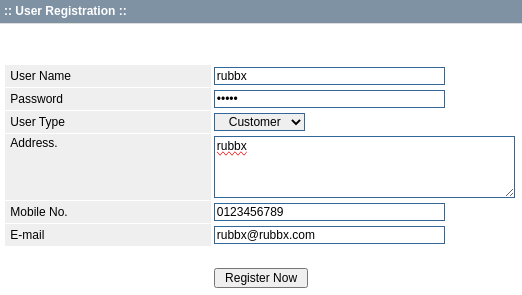 :: User Registration ::
User Name rubbx
Password •••••
User Type Customer
Address. rubbx
Mobile No. 0123456789
E-mail rubbx@rubbx.com
Register Now